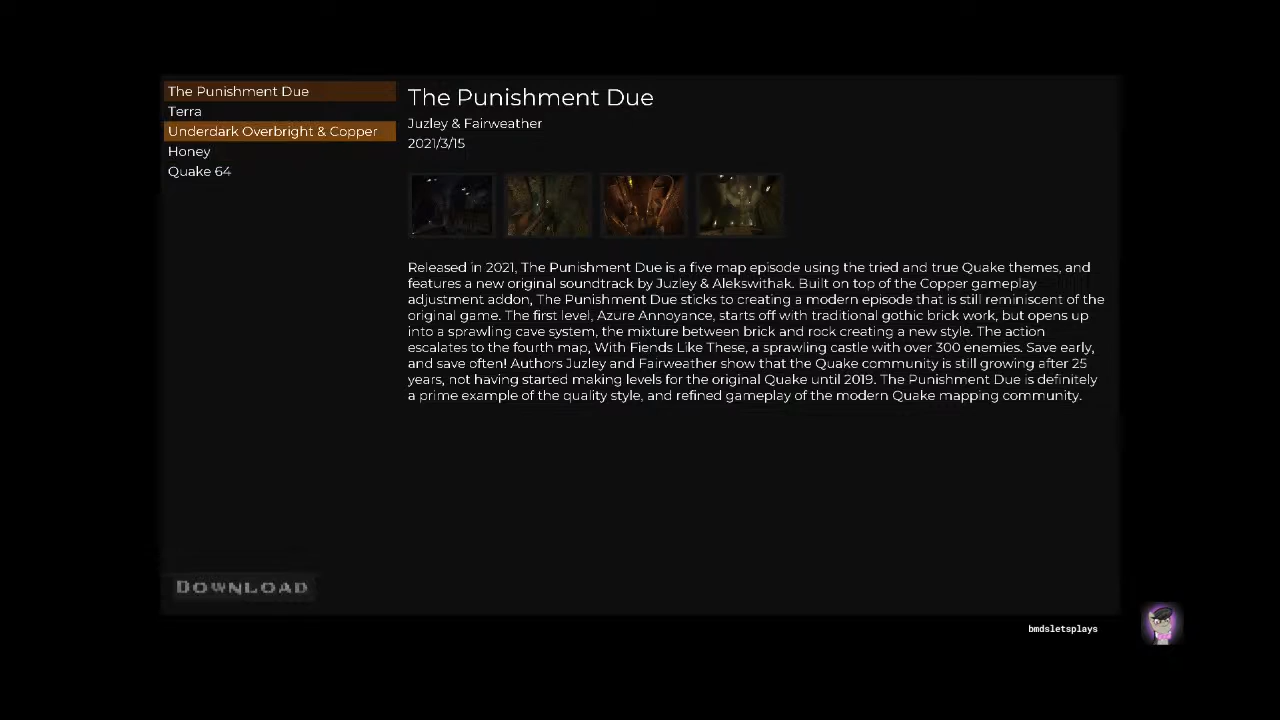 The Punishment Due
Terra
Underdark Overbright & Copper
Honey
Quake 64
The Punishment Due
Juzley & Fairweather
2021/3/15
Released in 2021, The Punishment Due is a five map episode using the tried and true Quake themes, and
features a new original soundtrack by Juzley & Alekswithak. Built on top of the Copper gameplay
adjustment addon, The Punishment Due sticks to creating a modern episode that is still reminiscent of the
original game. The first level, Azure Annoyance, starts off with traditional gothic brick work, but opens up
into a sprawling cave system, the mixture between brick and rock creating a new style. The action
escalates to the fourth map, With Fiends Like These, a sprawling castle with over 300 enemies. Save early,
and save often! Authors Juzley and Fairweather show that the Quake community is still growing after 25
years, not having started making levels for the original Quake until 2019. The Punishment Due is definitely
a prime example of the quality style, and refined gameplay of the modern Quake mapping community.
DOWNLOAD
bmdsletsplays